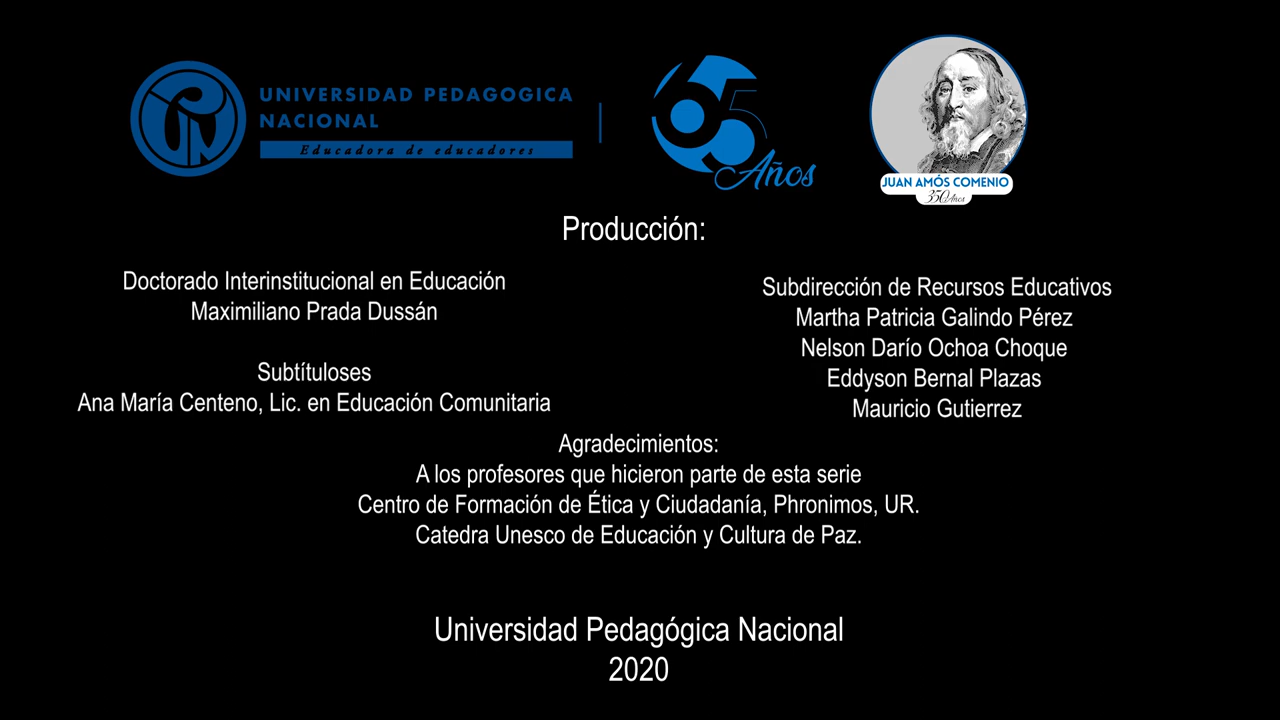 UNIVERSIDAD PEDAGOGICA
NACIONAL
Educadora de educadores
65
Años
JUAN AMÓS COMENIO
350 Años
Producción:
Doctorado Interinstitucional en Educación
Maximiliano Prada Dussán
Subtítuloses
Ana María Centeno, Lic. en Educación Comunitaria
Subdirección de Recursos Educativos
Martha Patricia Galindo Pérez
Nelson Darío Ochoa Choque
Eddyson Bernal Plazas
Mauricio Gutierrez
Agradecimientos:
A los profesores que hicieron parte de esta serie
Centro de Formación de Ética y Ciudadanía, Phronimos, UR.
Catedra Unesco de Educación y Cultura de Paz.
Universidad Pedagógica Nacional
2020